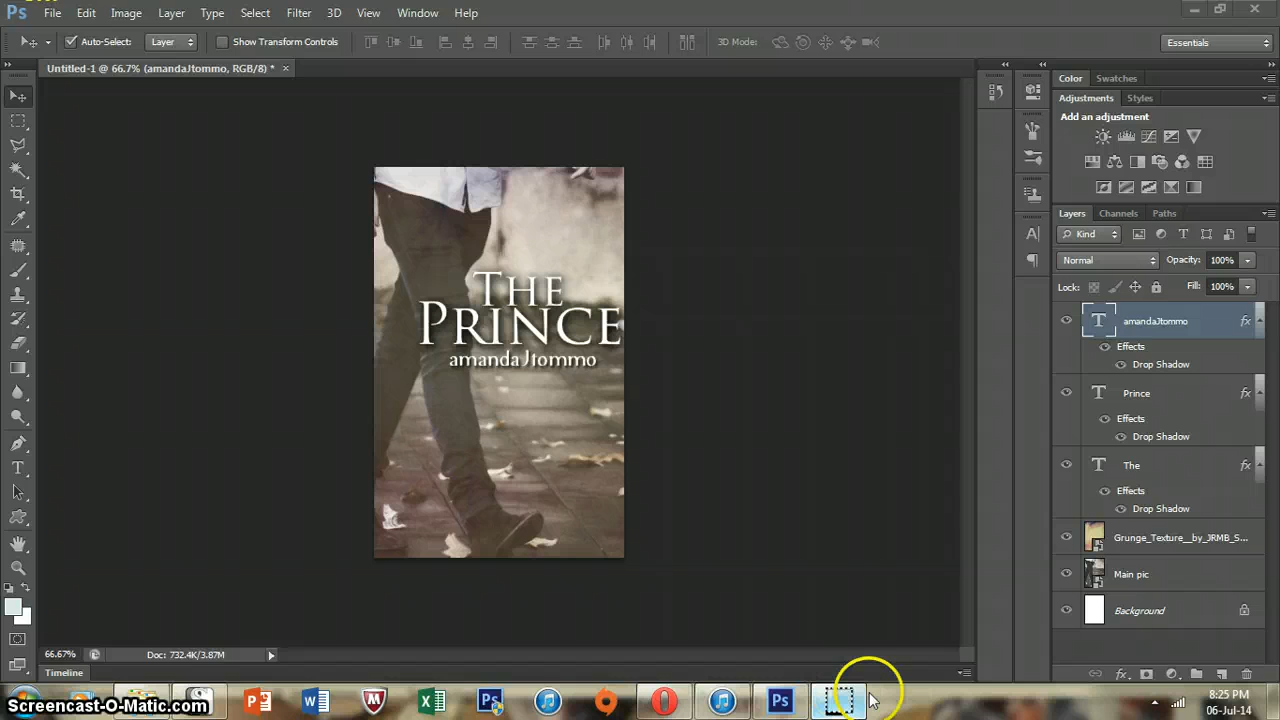 Ps File Edit Image Layer Type Select Filter 3D View Window Help
Auto-Select: Layer Show Transform Controls 3D Mode: Essentials
Untitled-1 @ 66.7% (amandaJtommo, RGB/8) * ×
Color Swatches
Adjustments Styles
Add an adjustment
Layers Channels Paths
Kind
Normal Opacity: 100%
Lock: Fill: 100%
amandaJtommo fx
Effects
Drop Shadow
Prince fx
Effects
Drop Shadow
The fx
Effects
Drop Shadow
Grunge_Texture__by_JRMB_S...
Main pic
Background
The
Prince
amandaJtommo
66.67% Doc: 732.4K/3.87M
Timeline
Screencast-O-Matic.com
8:25 PM
06-Jul-14